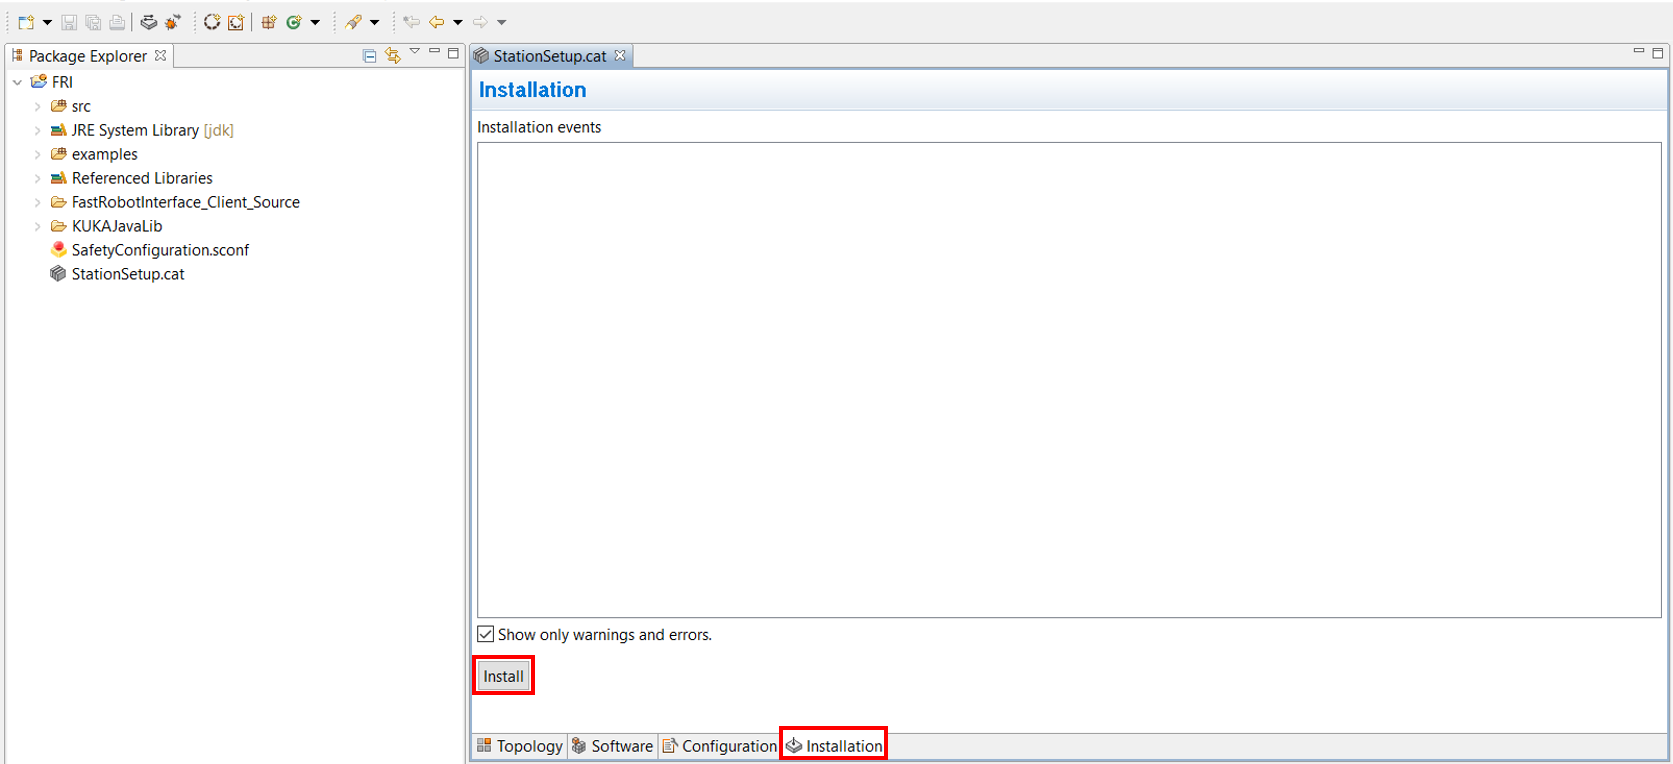 Package Explorer
FRI
src
JRE System Library [jdk]
examples
Referenced Libraries
FastRobotInterface_Client_Source
KUKAJavaLib
SafetyConfiguration.sconf
StationSetup.cat
StationSetup.cat
Installation
Installation events
Show only warnings and errors.
Install
Topology Software Configuration Installation